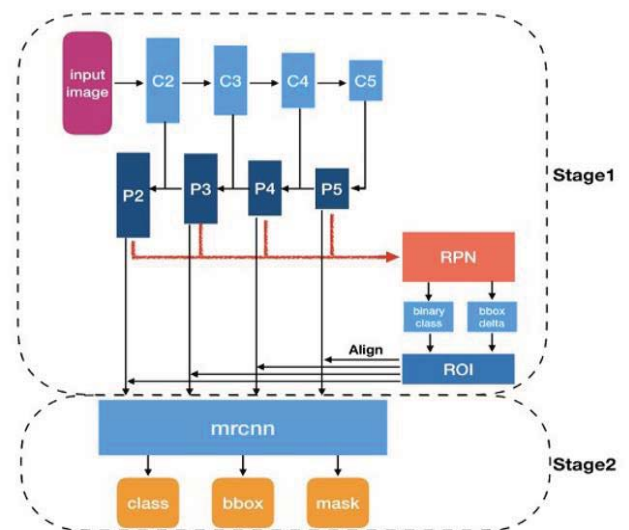 input
image
C2
C3
C4
C5
Stage1
P2
P3
P4
P5
RPN
binary
class
bbox
delta
Align
ROI
mrcnn
Stage2
class
bbox
mask